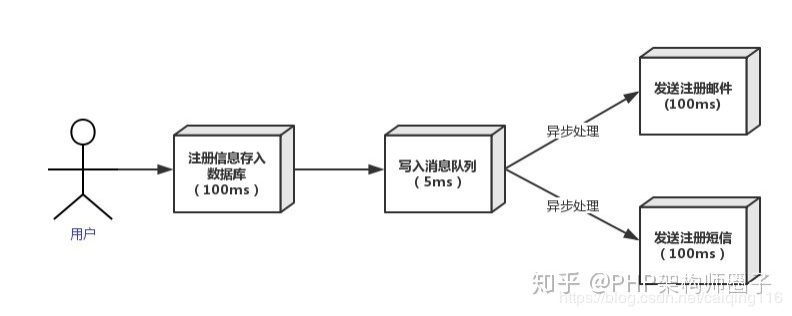 用户
注册信息存入
数据库
（100ms）
写入消息队列
（5ms）
异步处理
异步处理
发送注册邮件
(100ms)
发送注册短信
（100ms）
知乎 @PHP架构师圈子
https://blog.csdn.net/caiqing116